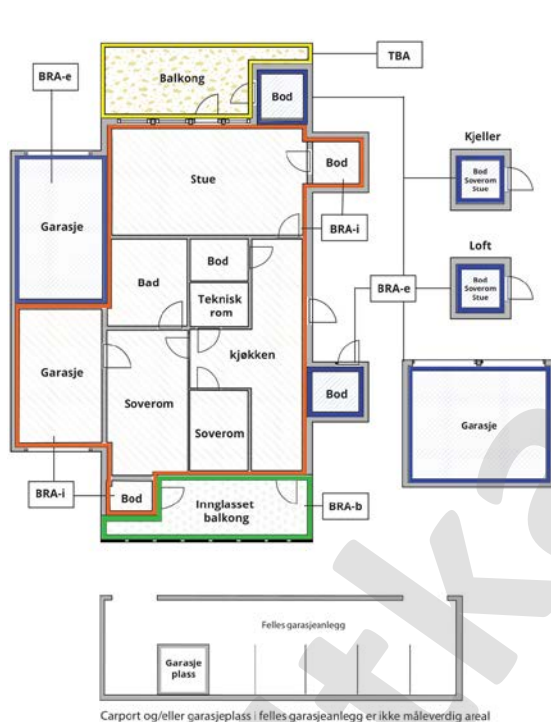 TBA
BRA-e
Balkong
Bod
Kjeller
Bod
Soverom
Stue
Stue
Bod
BRA-i
Garasje
Bad
Bod
Teknisk
rom
Loft
Bod
Soverom
Stue
BRA-e
Garasje
kjøkken
Soverom
Soverom
Bod
Garasje
BRA-i
Bod
Innglasset
balkong
BRA-b
Felles garasjeanlegg
Garasje
plass
Carport og/eller garasjeplass i felles garasjeanlegg er ikke måleverdig areal